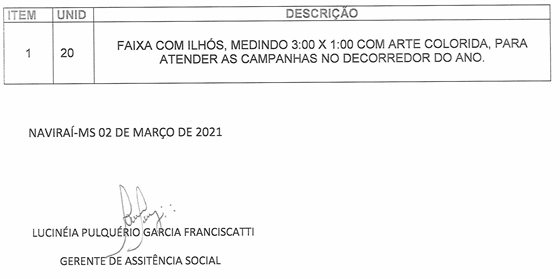 ITEM UNID DESCRIÇÃO
1 20 FAIXA COM ILHÓS, MEDINDO 3:00 X 1:00 COM ARTE COLORIDA, PARA
ATENDER AS CAMPANHAS NO DECORREDOR DO ANO.
NAVIRAÍ-MS 02 DE MARÇO DE 2021
LUCINÉIA PULQUÉRIO GARCIA FRANCISCATTI
GERENTE DE ASSITÊNCIA SOCIAL